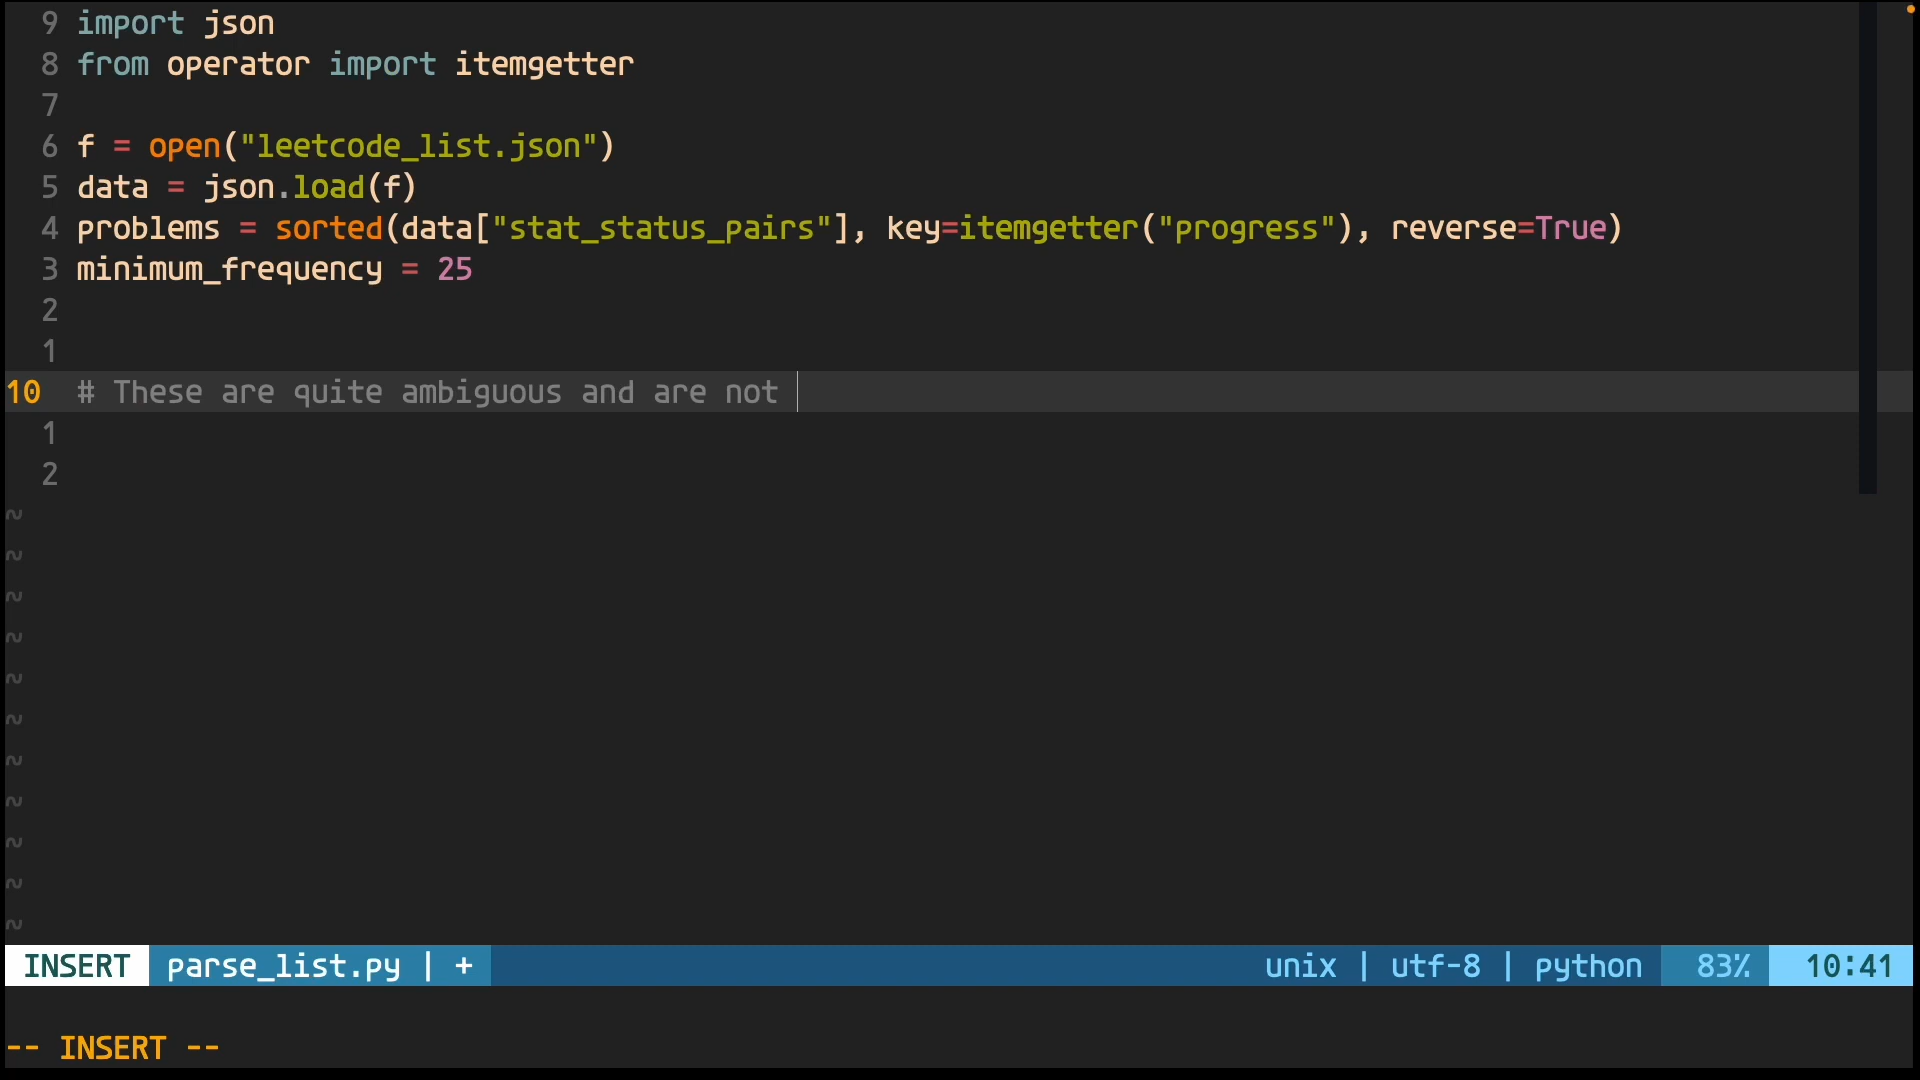 9 import json
8 from operator import itemgetter
7
6 f = open("leetcode_list.json")
5 data = json.load(f)
4 problems = sorted(data["stat_status_pairs"], key=itemgetter("progress"), reverse=True)
3 minimum_frequency = 25
2
1
10 # These are quite ambiguous and are not
1
2
~
~
~
~
~
~
~
~
~
~
~
INSERT parse_list.py | + unix | utf-8 | python 83% 10:41
-- INSERT --